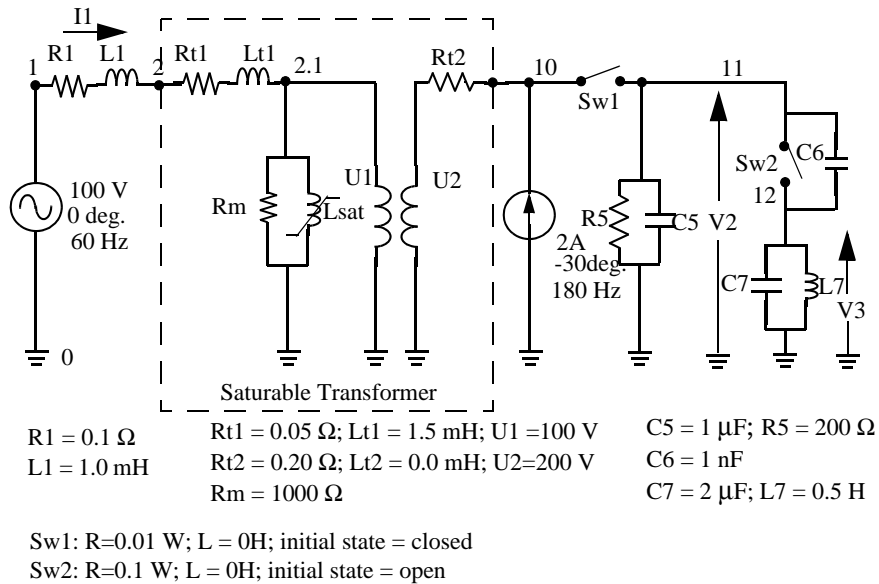 I1
R1 L1 Rt1 Lt1 Rt2
1 2 2.1 10 11
Sw1
Sw2 C6
U1 U2
100 V
0 deg.
60 Hz
Rm Lsat
2A
-30deg.
180 Hz
R5 C5 V2
12
C7 L7 V3
0
Saturable Transformer
R1 = 0.1 Ω
L1 = 1.0 mH
Rt1 = 0.05 Ω; Lt1 = 1.5 mH; U1 =100 V
Rt2 = 0.20 Ω; Lt2 = 0.0 mH; U2=200 V
Rm = 1000 Ω
C5 = 1 μF; R5 = 200 Ω
C6 = 1 nF
C7 = 2 μF; L7 = 0.5 H
Sw1: R=0.01 W; L = 0H; initial state = closed
Sw2: R=0.1 W; L = 0H; initial state = open